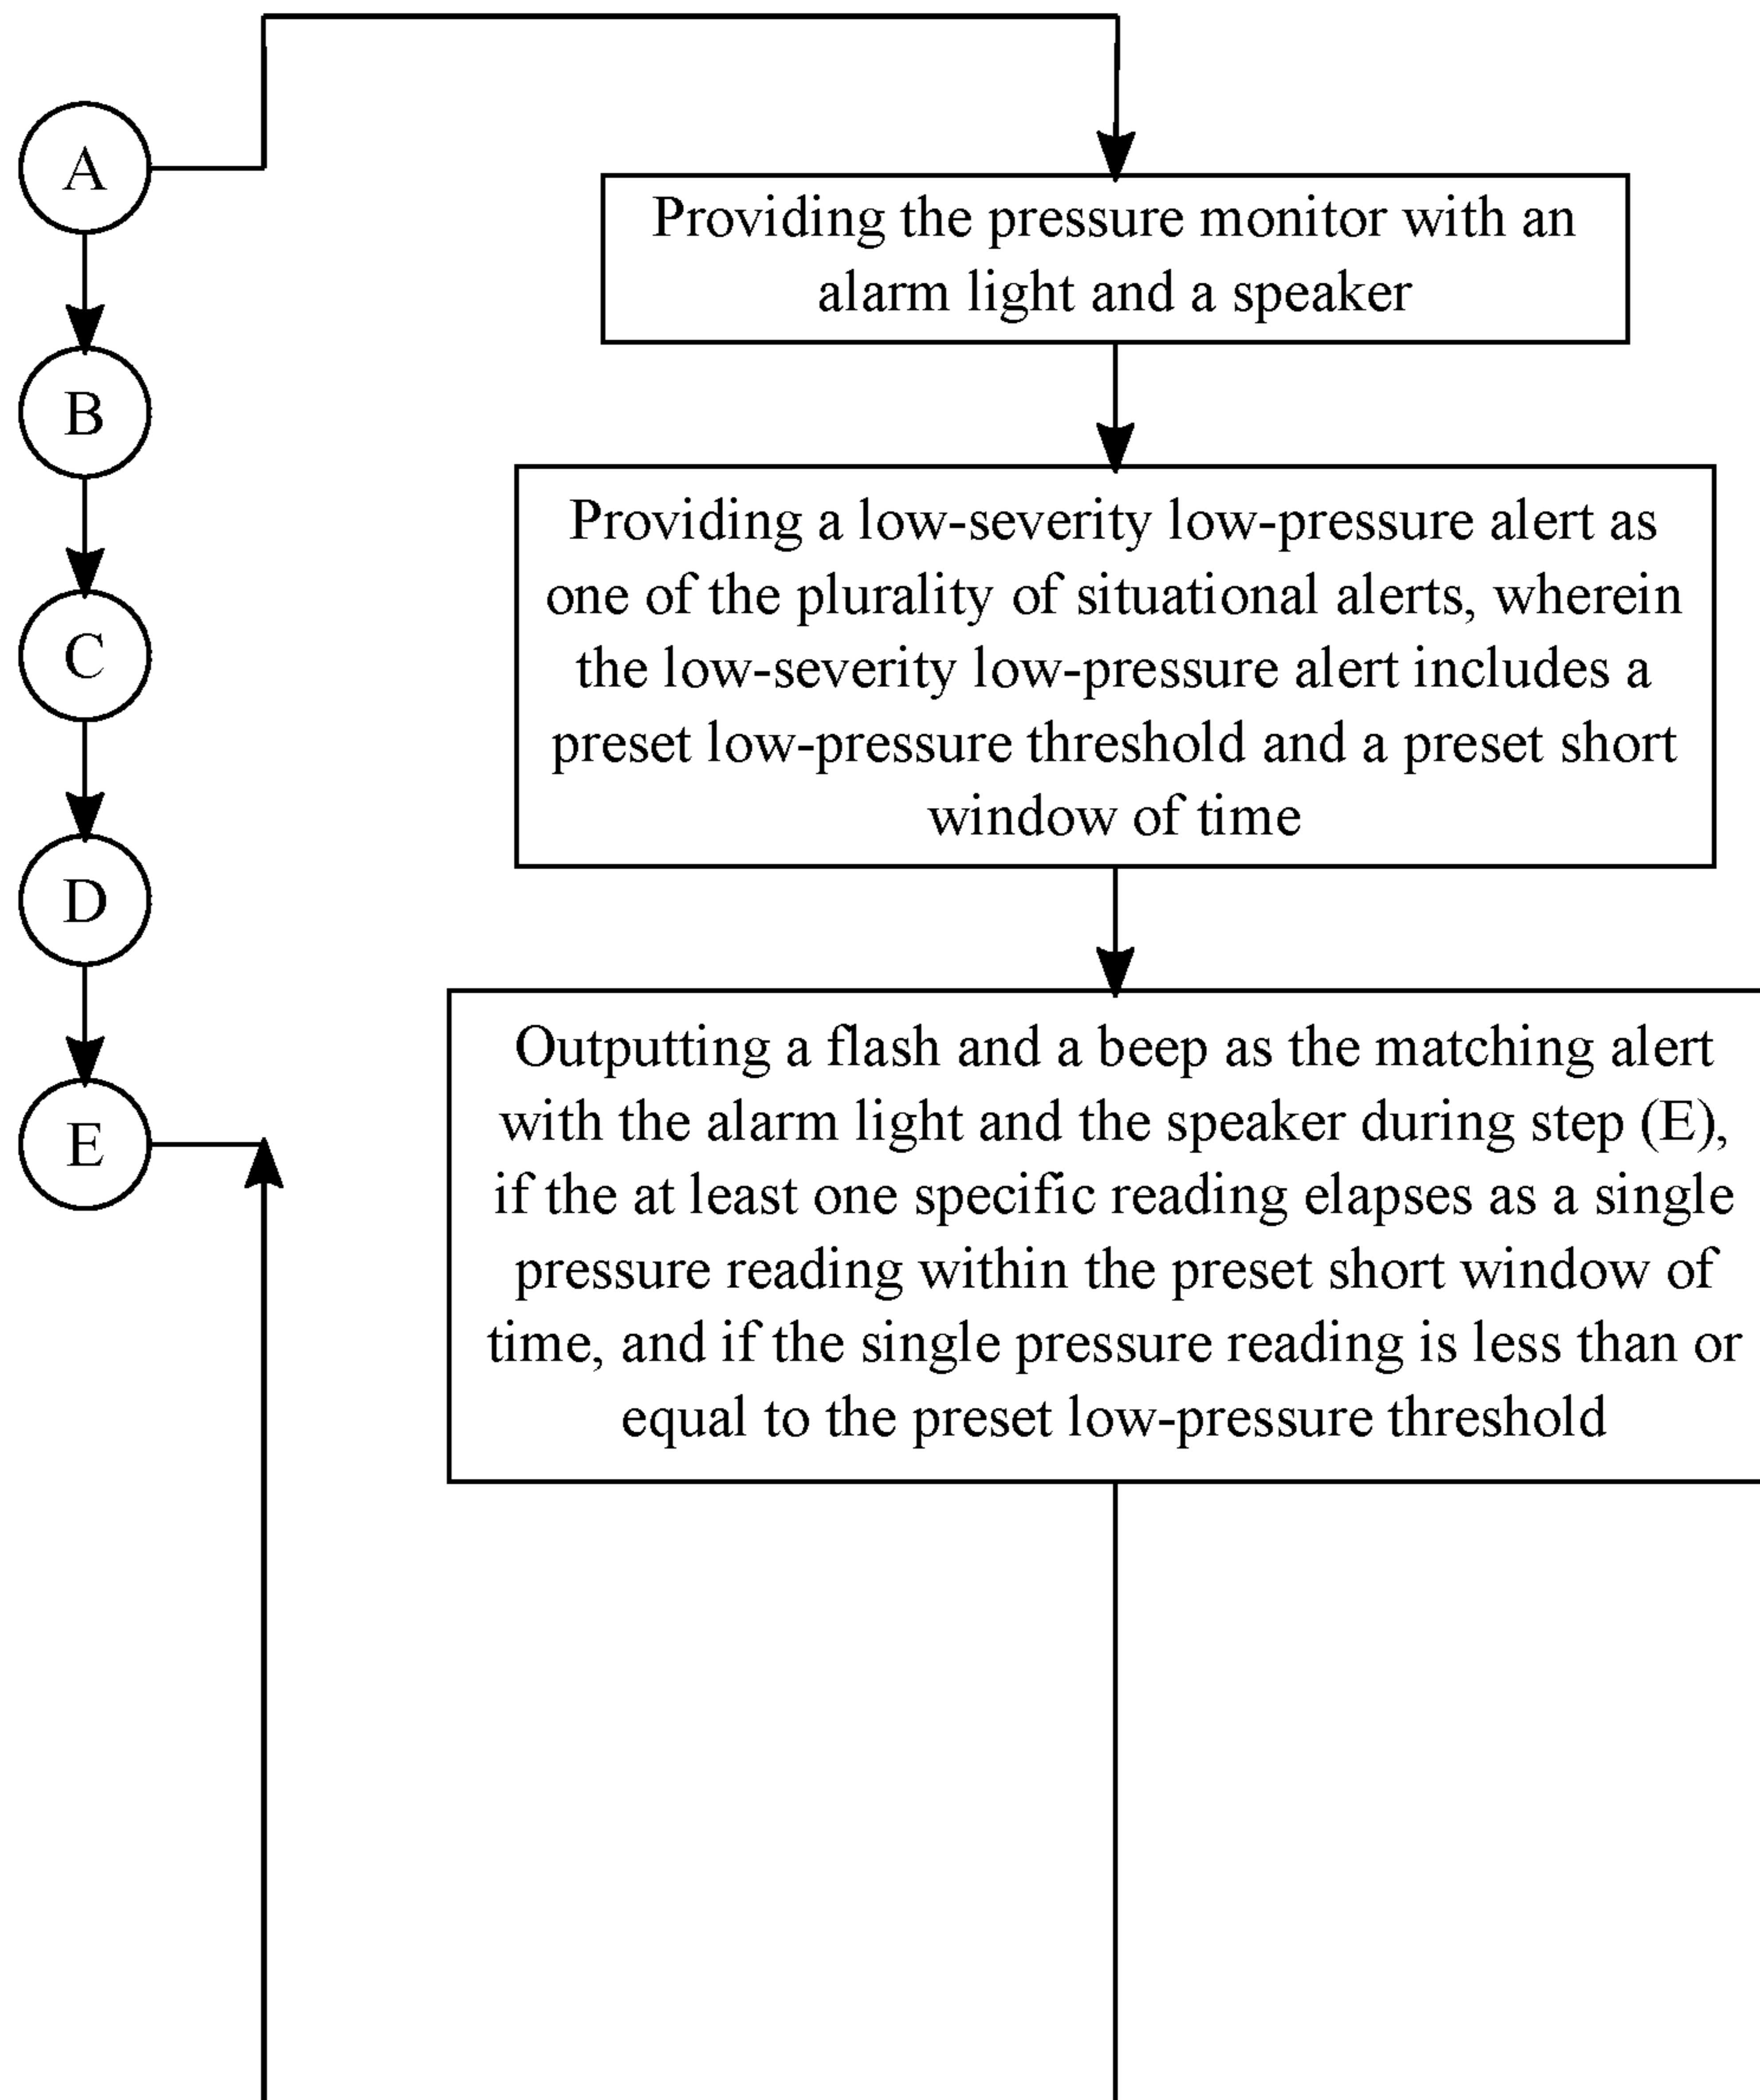 A
B
C
D
E
Providing the pressure monitor with an
alarm light and a speaker
Providing a low-severity low-pressure alert as
one of the plurality of situational alerts, wherein
the low-severity low-pressure alert includes a
preset low-pressure threshold and a preset short
window of time
Outputting a flash and a beep as the matching alert
with the alarm light and the speaker during step (E),
if the at least one specific reading elapses as a single
pressure reading within the preset short window of
time, and if the single pressure reading is less than or
equal to the preset low-pressure threshold